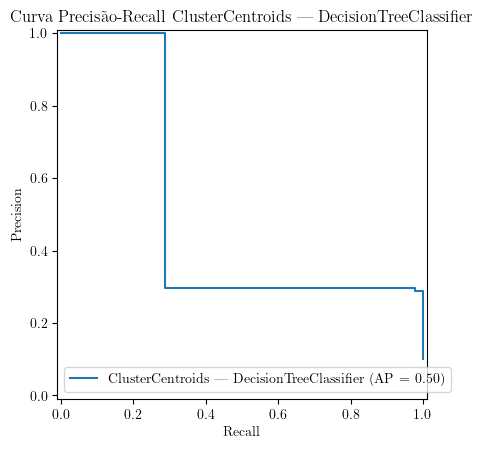 Curva Precisão-Recall ClusterCentroids — DecisionTreeClassifier
1.0
0.8
0.6
0.4
0.2
0.0
Precision
ClusterCentroids — DecisionTreeClassifier (AP = 0.50)
0.0 0.2 0.4 0.6 0.8 1.0
Recall